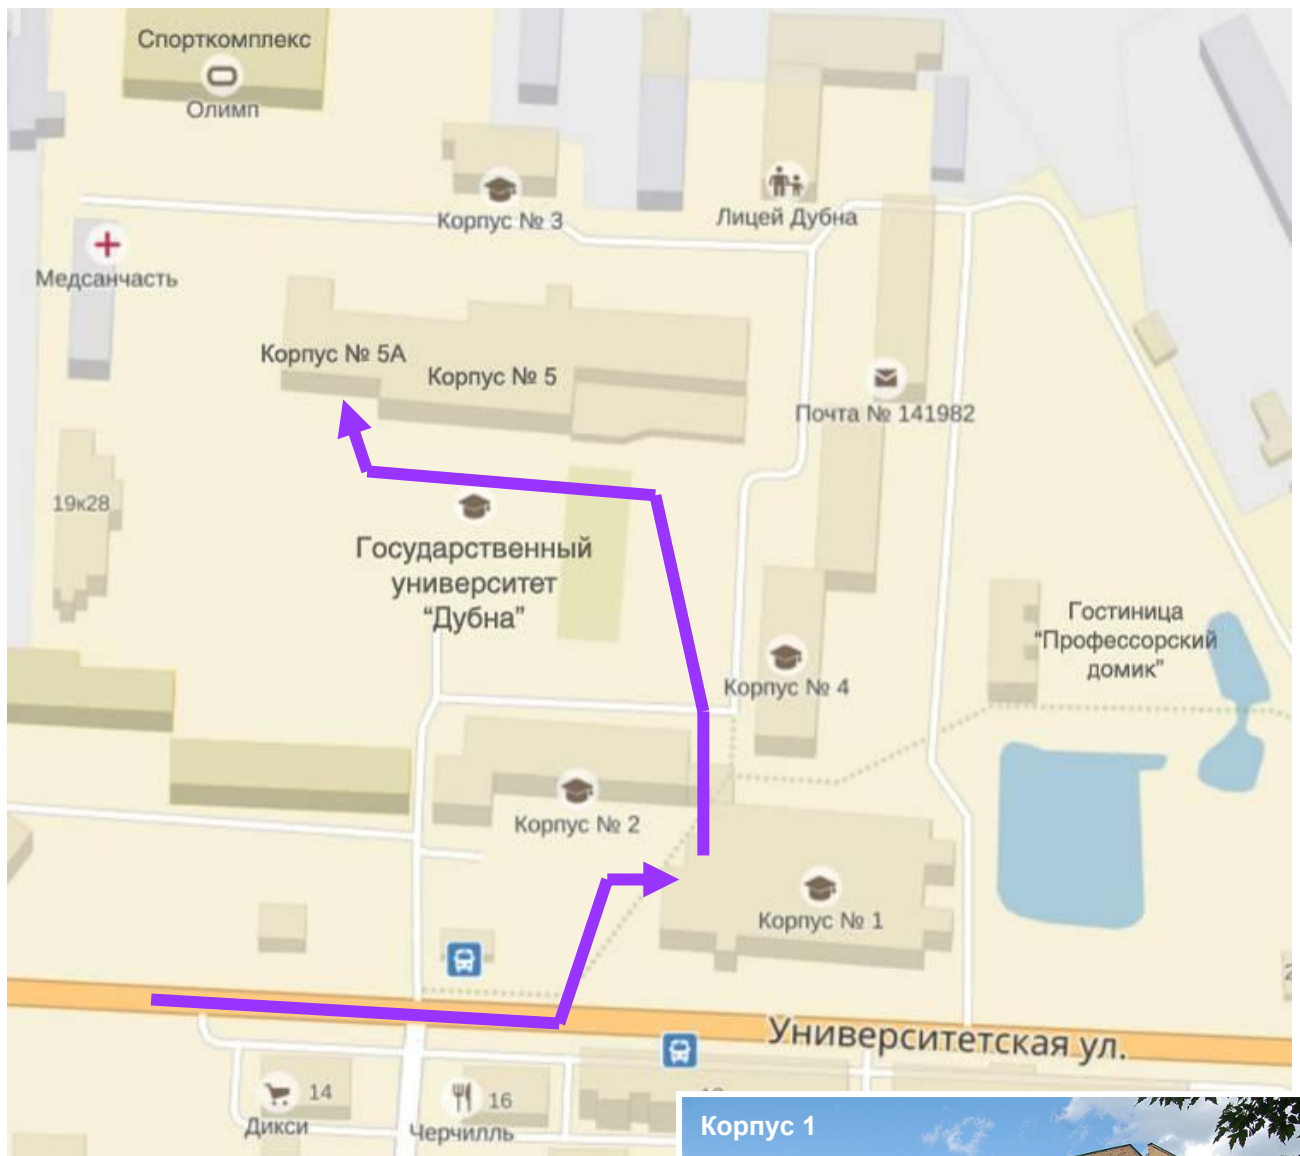 Спорткомплекс
Олимп
Корпус № 3
Лицей Дубна
Медсанчасть
Корпус № 5А
Корпус № 5
Почта № 141982
19к28
Государственный
университет
“Дубна”
Гостиница
"Профессорский
домик"
Корпус № 4
Корпус № 2
Корпус № 1
Университетская ул.
14
Дикси
16
Черчилль
Корпус 1